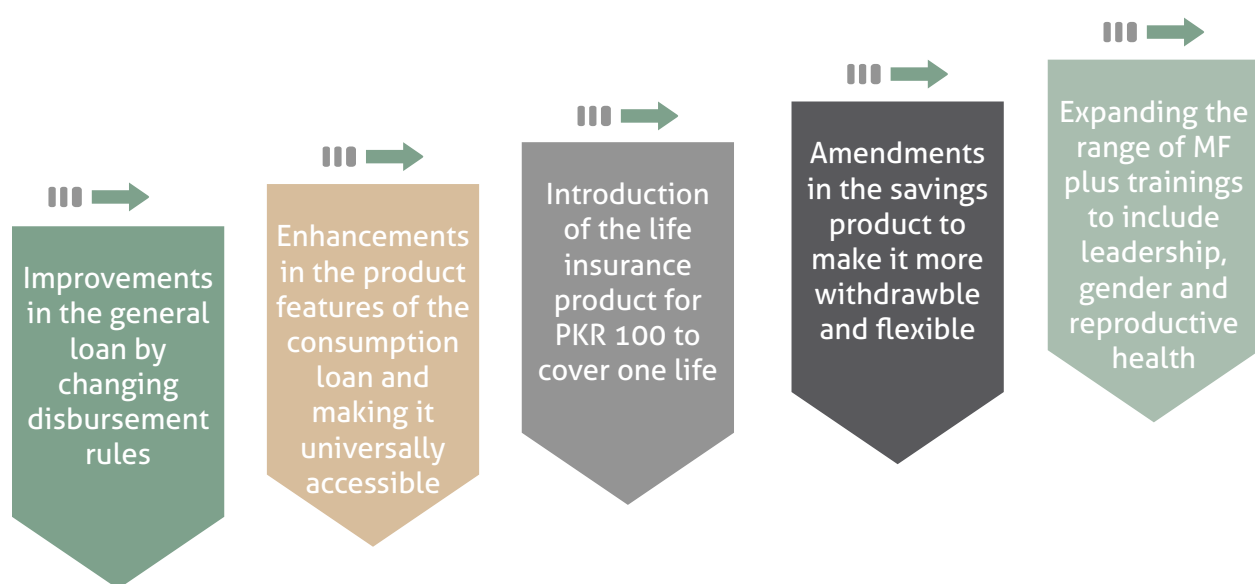 Improvements
in the general
loan by
changing
disbursement
rules
Enhancements
in the product
features of the
consumption
loan and
making it
universally
accessible
Introduction
of the life
insurance
product for
PKR 100 to
cover one life
Amendments
in the savings
product to
make it more
withdrawble
and flexible
Expanding the
range of MF
plus trainings
to include
leadership,
gender and
reproductive
health